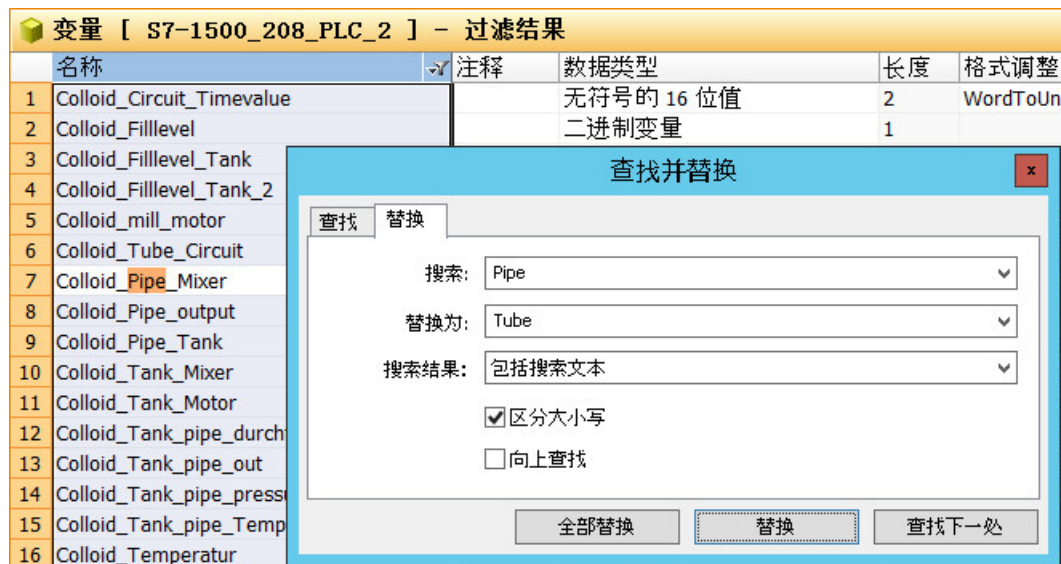 变量 [ S7-1500_208_PLC_2 ] - 过滤结果
名称 注释 数据类型 长度 格式调整
1 Colloid_Circuit_Timevalue 无符号的 16 位值 2 WordToUn
2 Colloid_Filllevel 二进制变量 1
3 Colloid_Filllevel_Tank
4 Colloid_Filllevel_Tank_2
5 Colloid_mill_motor
6 Colloid_Tube_Circuit
7 Colloid_Pipe_Mixer
8 Colloid_Pipe_output
9 Colloid_Pipe_Tank
10 Colloid_Tank_Mixer
11 Colloid_Tank_Motor
12 Colloid_Tank_pipe_durch
13 Colloid_Tank_pipe_out
14 Colloid_Tank_pipe_press
15 Colloid_Tank_pipe_Temp
16 Colloid_Temperatur
查找并替换
x
查找 替换
搜索: Pipe
替换为: Tube
搜索结果: 包括搜索文本
区分大小写
向上查找
全部替换 替换 查找下一处